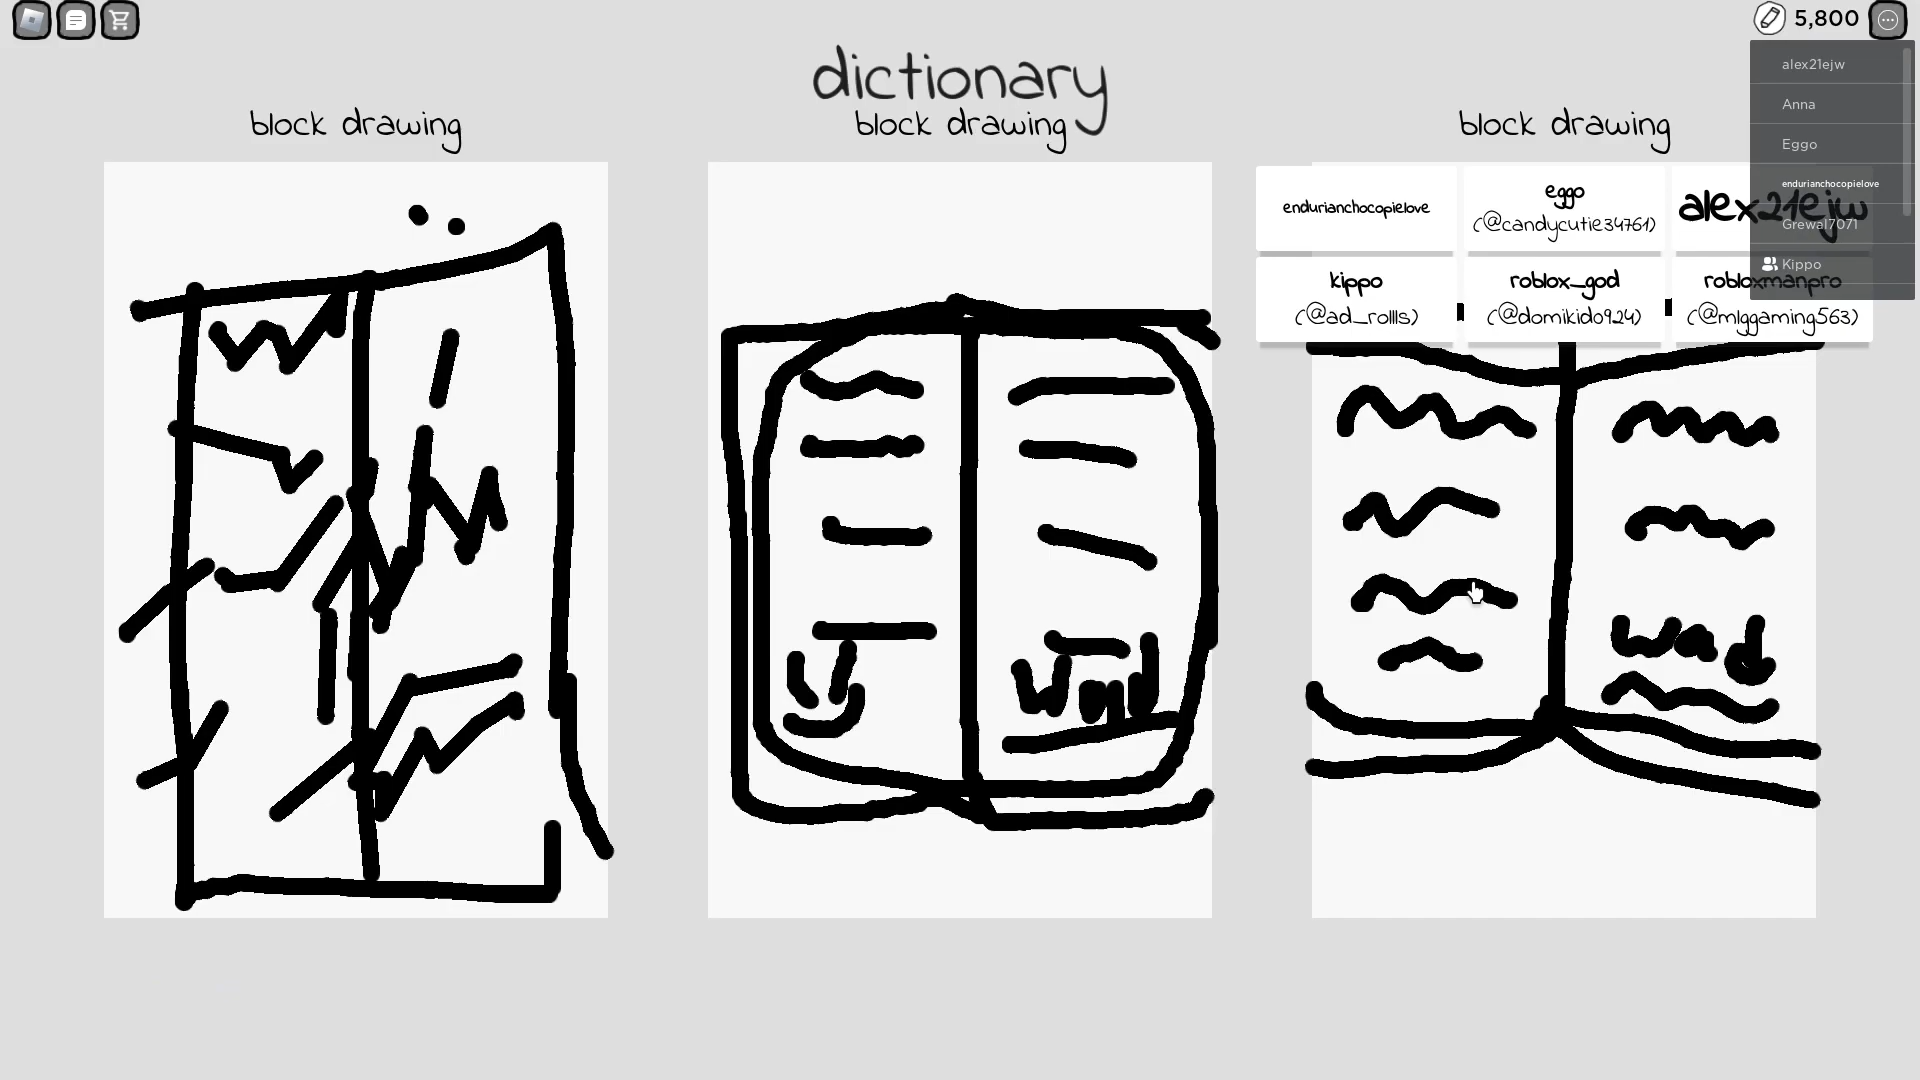 5,800
dictionary
block drawing
block drawing
block drawing
alex21ejw
Anna
Eggo
endurianchocopielove
Grewal7071
Kippo
endurianchocopielove
eggo
(@candycutie34761)
alex21ejw
kippo
(@ad_rollls)
roblox_god
(@domikido924)
robloxmanpro
(@mlggaming563)